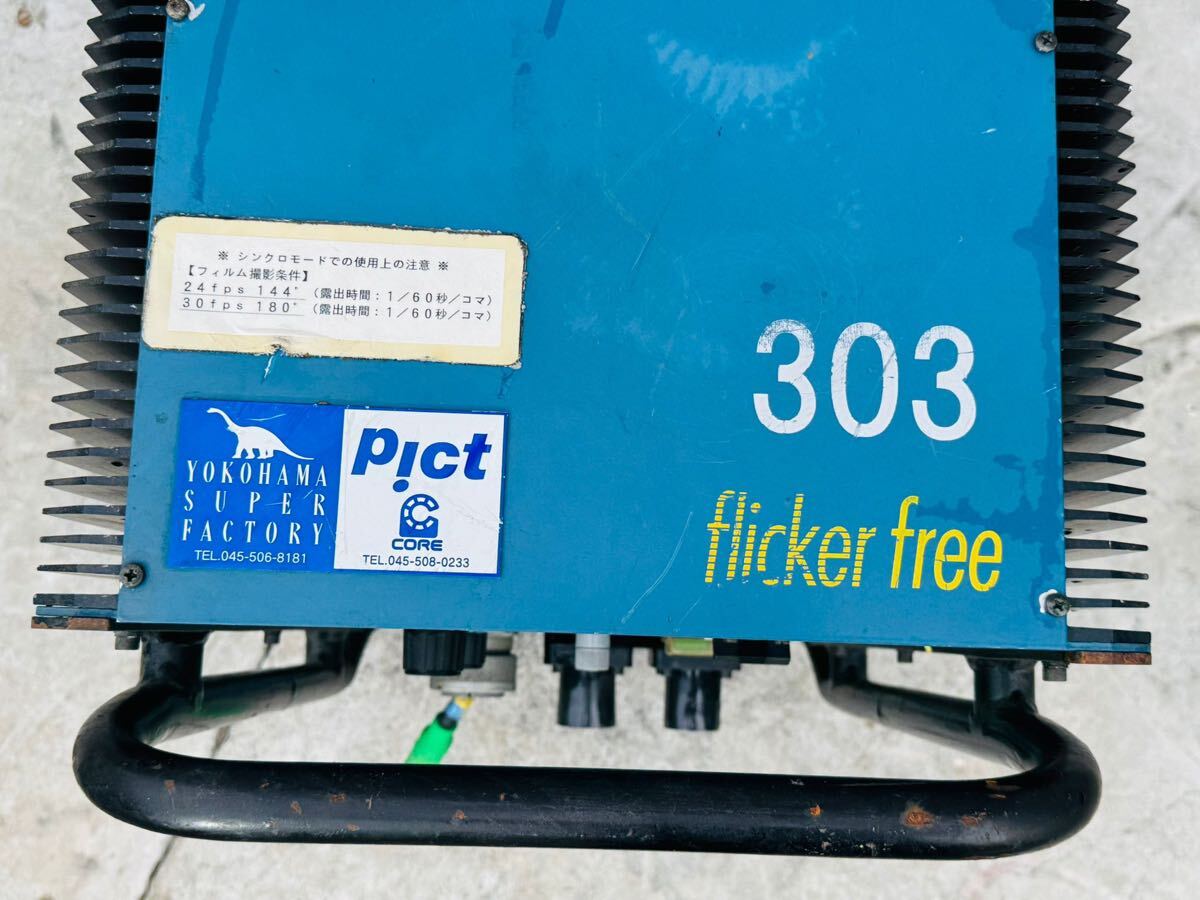 ※ シンクロモードでの使用上の注意 ※
【フィルム撮影条件】
24fps 144° (露出時間:1/60秒/コマ)
30fps 180° (露出時間:1/60秒/コマ)
303
YOKOHAMA
SUPER
FACTORY
TEL.045-506-8181
pict
C
CORE
TEL.045-508-0233
flicker free